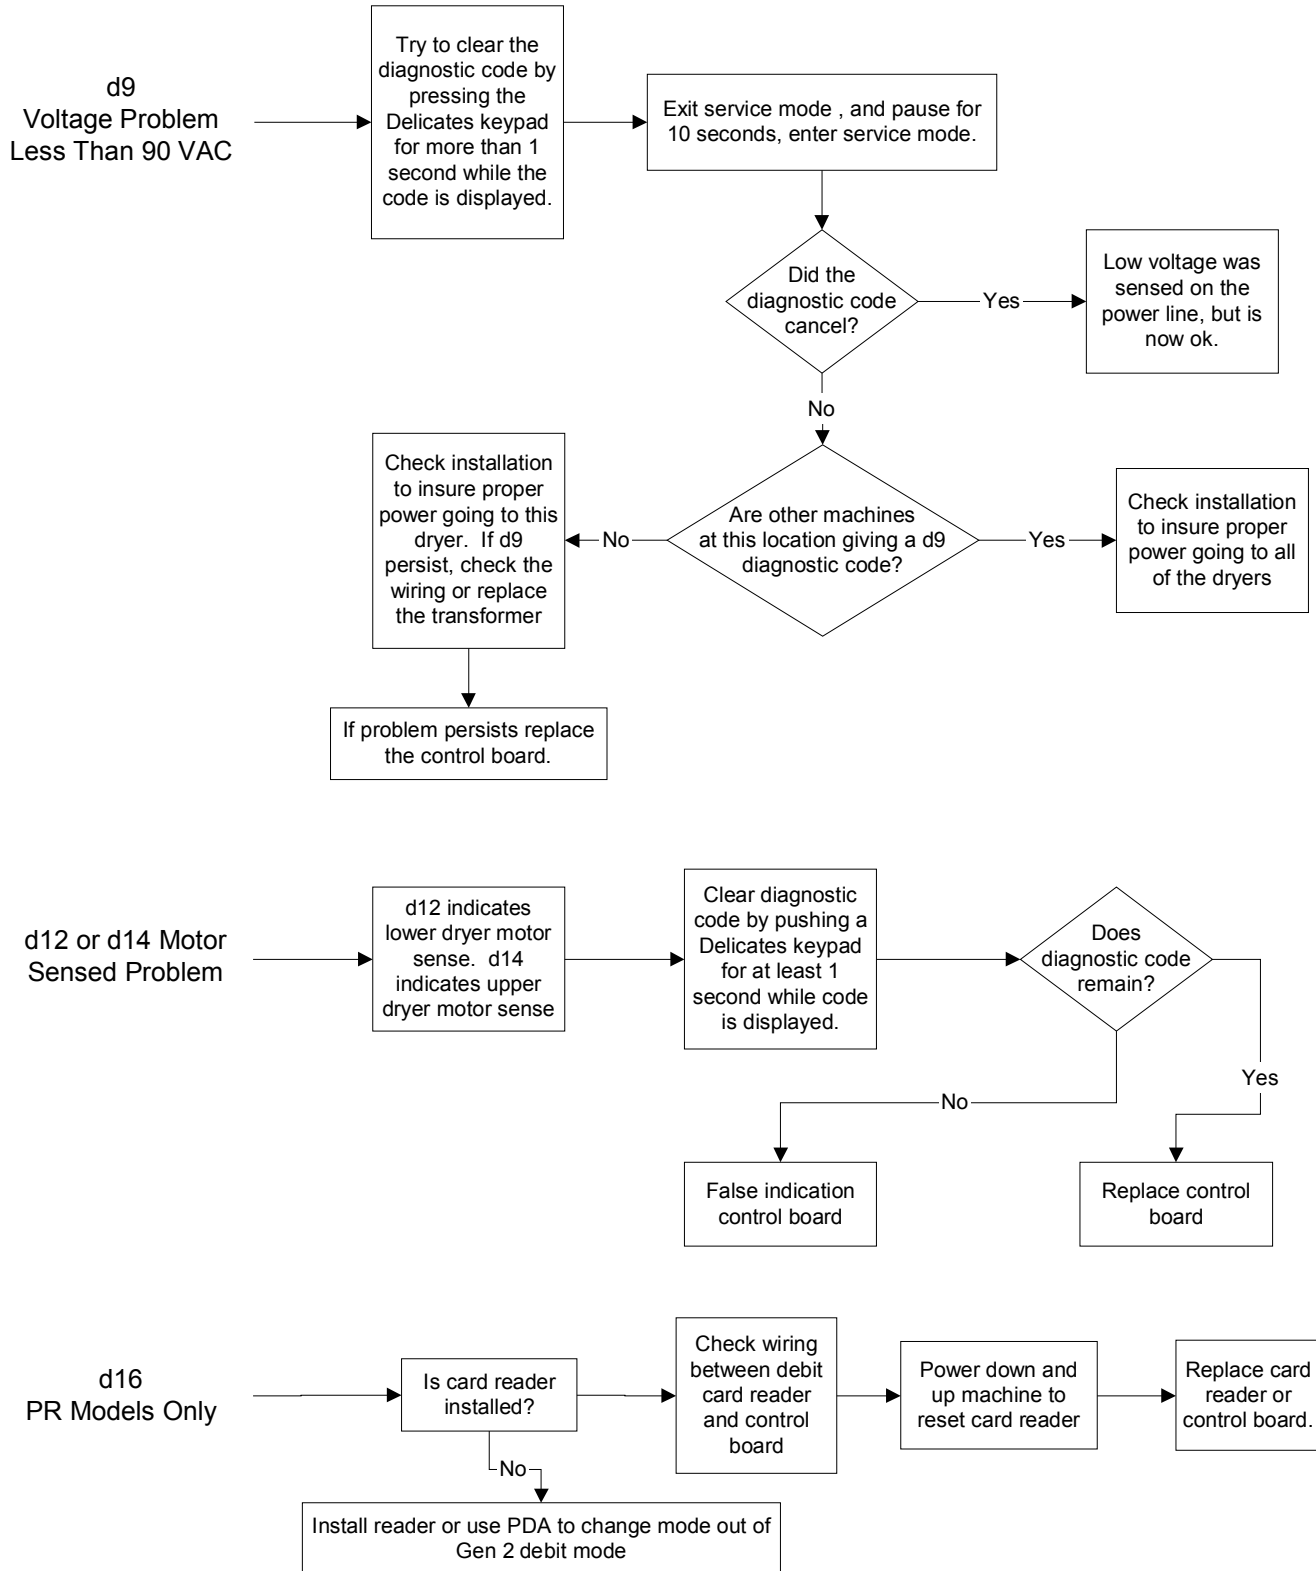 d9
Voltage Problem
Less Than 90 VAC
Try to clear the
diagnostic code by
pressing the
Delicates keypad
for more than 1
second while the
code is displayed.
Exit service mode , and pause for
10 seconds, enter service mode.
Did the
diagnostic code
cancel?
Yes
Low voltage was
sensed on the
power line, but is
now ok.
No
Are other machines
at this location giving a d9
diagnostic code?
Yes
Check installation
to insure proper
power going to all
of the dryers
No
Check installation
to insure proper
power going to this
dryer.  If d9
persist, check the
wiring or replace
the transformer
If problem persists replace
the control board.
d12 or d14 Motor
Sensed Problem
d12 indicates
lower dryer motor
sense.  d14
indicates upper
dryer motor sense
Clear diagnostic
code by pushing a
Delicates keypad
for at least 1
second while code
is displayed.
Does
diagnostic code
remain?
No
Yes
False indication
control board
Replace control
board
d16
PR Models Only
Is card reader
installed?
Check wiring
between debit
card reader
and control
board
Power down and
up machine to
reset card reader
Replace card
reader or
control board.
No
Install reader or use PDA to change mode out of
Gen 2 debit mode